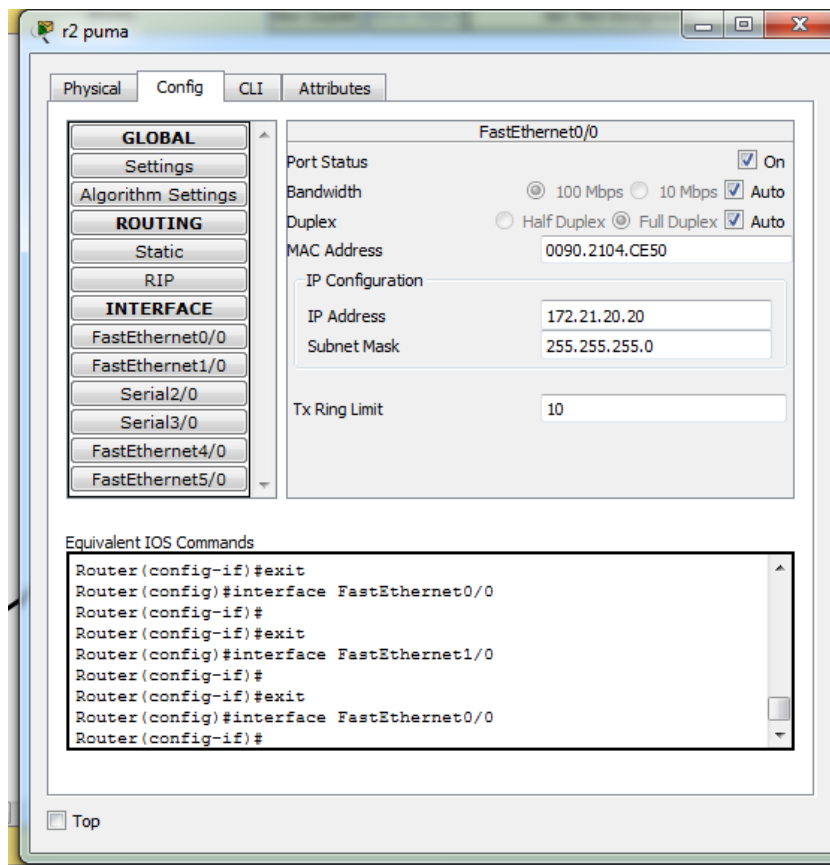 r2 puma
Physical Config CLI Attributes
GLOBAL
Settings
Algorithm Settings
ROUTING
Static
RIP
INTERFACE
FastEthernet0/0
FastEthernet1/0
Serial2/0
Serial3/0
FastEthernet4/0
FastEthernet5/0
FastEthernet0/0
Port Status On
Bandwidth 100 Mbps 10 Mbps Auto
Duplex Half Duplex Full Duplex Auto
MAC Address 0090.2104.CE50
IP Configuration
IP Address 172.21.20.20
Subnet Mask 255.255.255.0
Tx Ring Limit 10
Equivalent IOS Commands
Router(config-if)#exit
Router(config)#interface FastEthernet0/0
Router(config-if)#
Router(config-if)#exit
Router(config)#interface FastEthernet1/0
Router(config-if)#
Router(config-if)#exit
Router(config)#interface FastEthernet0/0
Router(config-if)#
Top